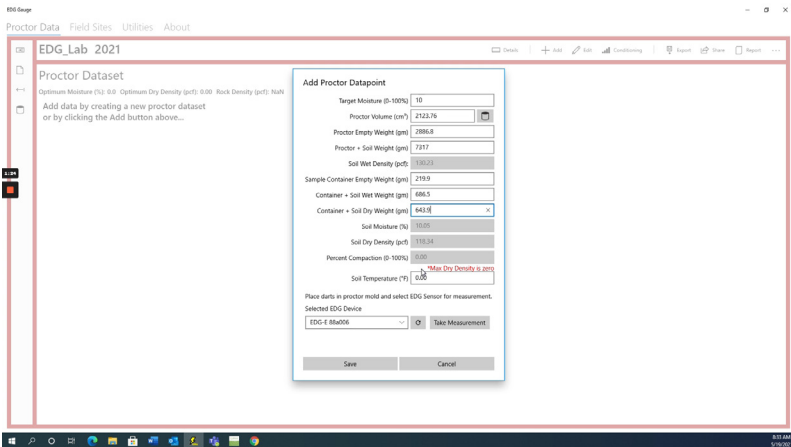 EDG Gauge
Proctor Data Field Sites Utilities About
EDG_Lab 2021
Details Add Edit Conditioning Export Share Report ...
Proctor Dataset
Optimum Moisture (%): 0.0 Optimum Dry Density (pcf): 0.00 Rock Density (pcf): NaN
Add data by creating a new proctor dataset
or by clicking the Add button above...
Add Proctor Datapoint
Target Moisture (0-100%) 10
Proctor Volume (cm³) 2123.76
Proctor Empty Weight (gm) 2886.8
Proctor + Soil Weight (gm) 7317
Soil Wet Density (pcf): 130.23
Sample Container Empty Weight (gm) 219.9
Container + Soil Wet Weight (gm) 686.5
Container + Soil Dry Weight (gm) 643.9
Soil Moisture (%) 10.05
Soil Dry Density (pcf) 118.34
Percent Compaction (0-100%) 0.00
*Max Dry Density is zero
Soil Temperature (°F) 0.00
Place darts in proctor mold and select EDG Sensor for measurement.
Selected EDG Device
EDG-E 88a006 Take Measurement
Save Cancel
1:24
8:33 AM
5/19/202